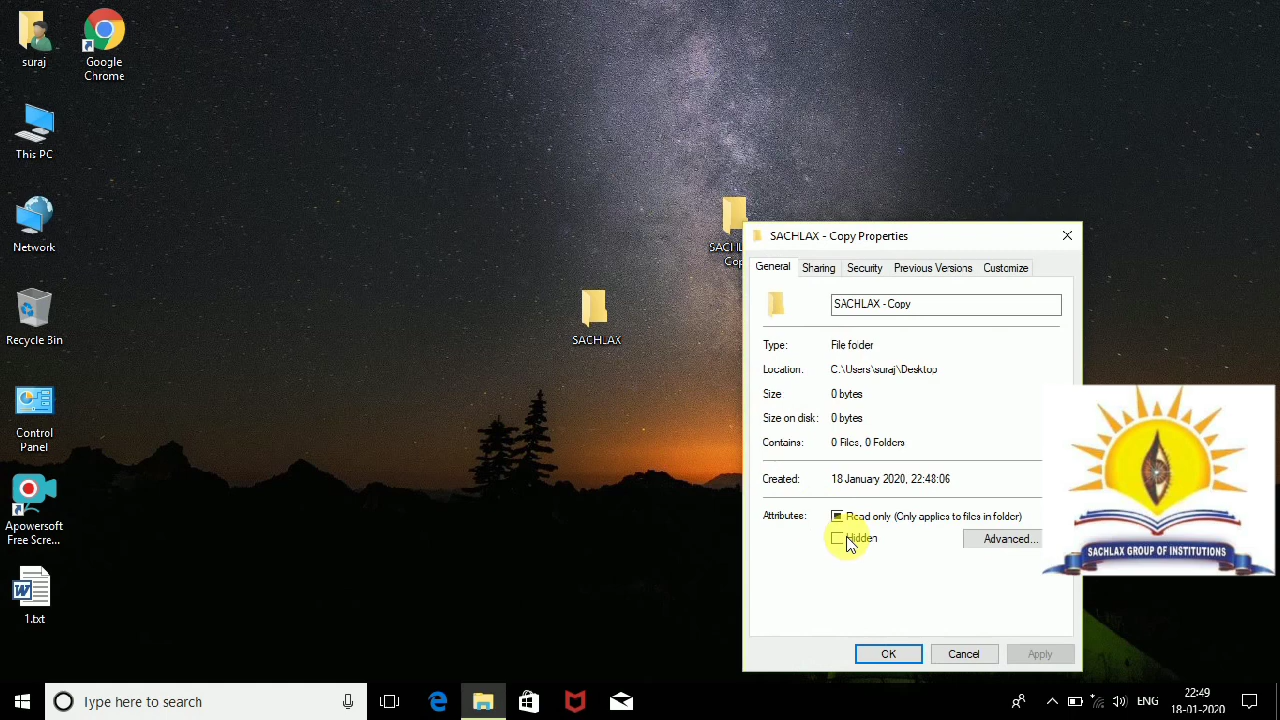 suraj
Google
Chrome
This PC
Network
Recycle Bin
Control
Panel
Apowersoft
Free Scre...
1.txt
SACHLAX
SACHLAX - Copy Properties
General
Sharing
Security
Previous Versions
Customize
SACHLAX - Copy
Type:
File folder
Location:
C:\Users\suraj\Desktop
Size
0 bytes
Size on disk:
0 bytes
Contains:
0 Files, 0 Folders
Created:
18 January 2020, 22:48:06
Attributes:
Read only (Only applies to files in folder)
Hidden
Advanced...
OK
Cancel
Apply
SACHLAX GROUP OF INSTITUTIONS
Type here to search
ENG
22:49
18-01-2020